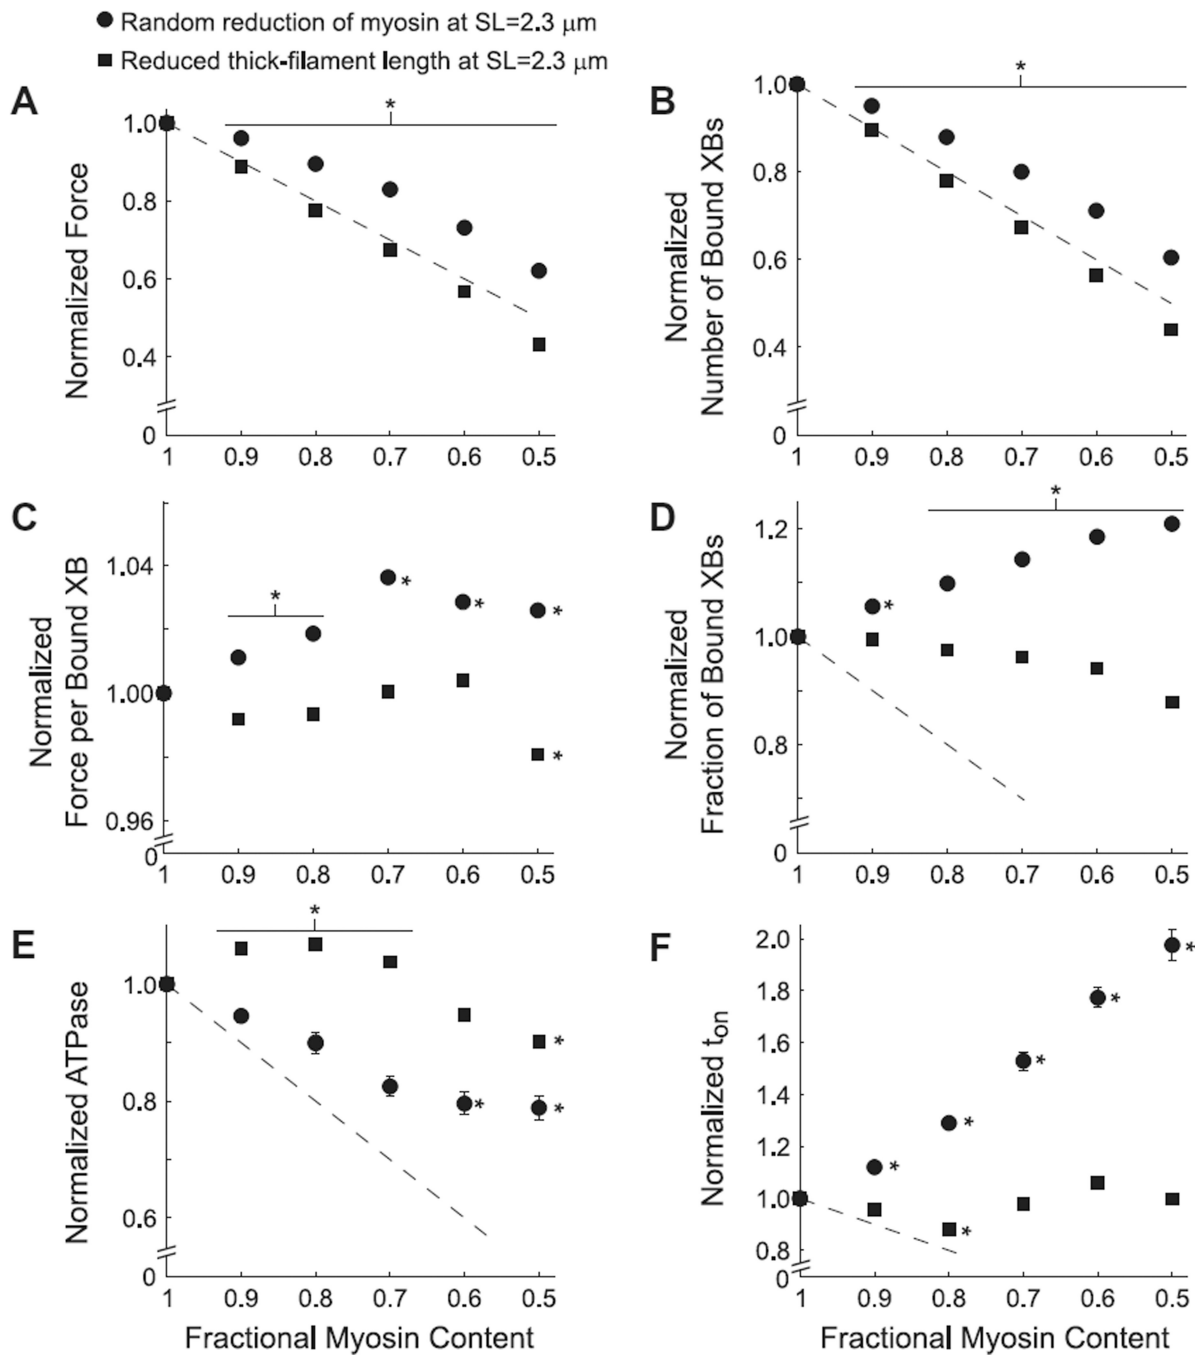 ● Random reduction of myosin at SL=2.3 μm
■ Reduced thick-filament length at SL=2.3 μm
A
*
1.0
0.8
0.6
0.4
0
Normalized Force
1 0.9 0.8 0.7 0.6 0.5
B
*
1.0
0.8
0.6
0.4
0
Normalized
Number of Bound XBs
1 0.9 0.8 0.7 0.6 0.5
C
1.04
1.00
0.96
0
Normalized
Force per Bound XB
* * * * *
1 0.9 0.8 0.7 0.6 0.5
D
*
1.2
1.0
0.8
0
Normalized
Fraction of Bound XBs
*
1 0.9 0.8 0.7 0.6 0.5
E
*
1.0
0.8
0.6
0
Normalized ATPase
* * *
1 0.9 0.8 0.7 0.6 0.5
Fractional Myosin Content
F
2.0
1.8
1.6
1.4
1.2
1.0
0.8
0
Normalized ton
* * * * * *
1 0.9 0.8 0.7 0.6 0.5
Fractional Myosin Content